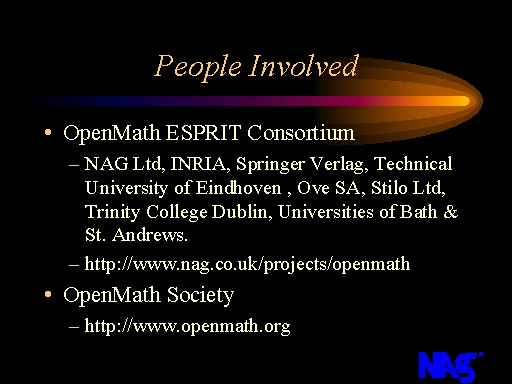 People Involved
• OpenMath ESPRIT Consortium
– NAG Ltd, INRIA, Springer Verlag, Technical
University of Eindhoven , Ove SA, Stilo Ltd,
Trinity College Dublin, Universities of Bath &
St. Andrews.
– http://www.nag.co.uk/projects/openmath
• OpenMath Society
– http://www.openmath.org
NAG